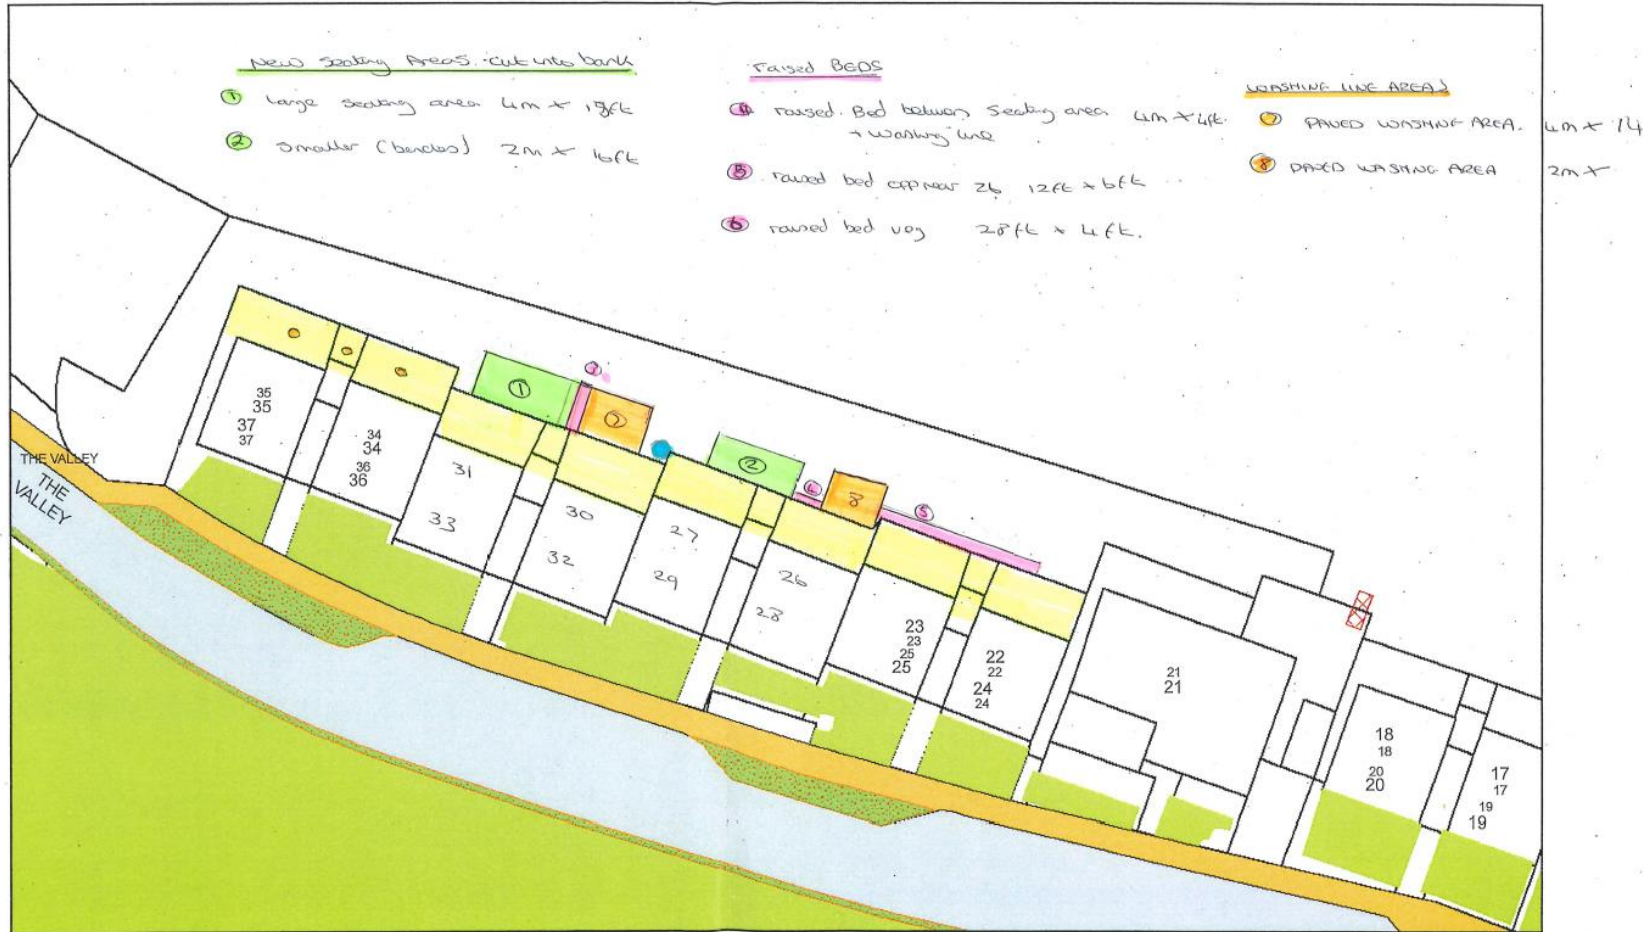 New Seating Areas. cut into bank
① large seating area 4m x 18ft
② Smaller (benches) 2m x 16ft
raised BEDS
④ raised. Bed between Seating area 4m x 4ft.
+ washing line
⑤ raised bed opp near 26 12ft x 6ft
⑥ raised bed veg 28ft x 4ft.
WASHING LINE AREAS
⑦ PAVED WASHING AREA. 4m x 14
⑧ PAVED WASHING AREA 2m x
①
⑦
②
8
⑤
35
35
37
37
34
34
36
36
31
33
30
32
27
29
26
28
23
23
25
25
22
22
24
24
21
21
18
18
20
20
17
17
19
19
THE VALLEY
THE
VALLEY